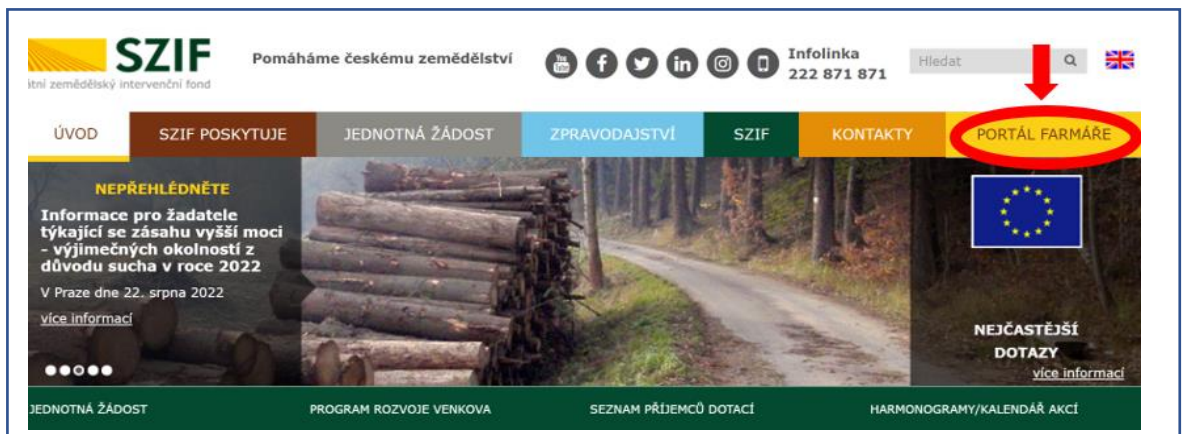 SZIF
Pomáháme českému zemědělství
You
Tube
Infolinka
222 871 871
Hledat
tní zemědělský intervenční fond
ÚVOD
SZIF POSKYTUJE
JEDNOTNÁ ŽÁDOST
ZPRAVODAJSTVÍ
SZIF
KONTAKTY
PORTÁL FARMÁŘE
NEPŘEHLÉDNĚTE
Informace pro žadatele
týkající se zásahu vyšší moci
- výjimečných okolností z
důvodu sucha v roce 2022
V Praze dne 22. srpna 2022
více informací
NEJČASTĚJŠÍ
DOTAZY
více informací
JEDNOTNÁ ŽÁDOST
PROGRAM ROZVOJE VENKOVA
SEZNAM PŘÍJEMCŮ DOTACÍ
HARMONOGRAMY/KALENDÁŘ AKCÍ